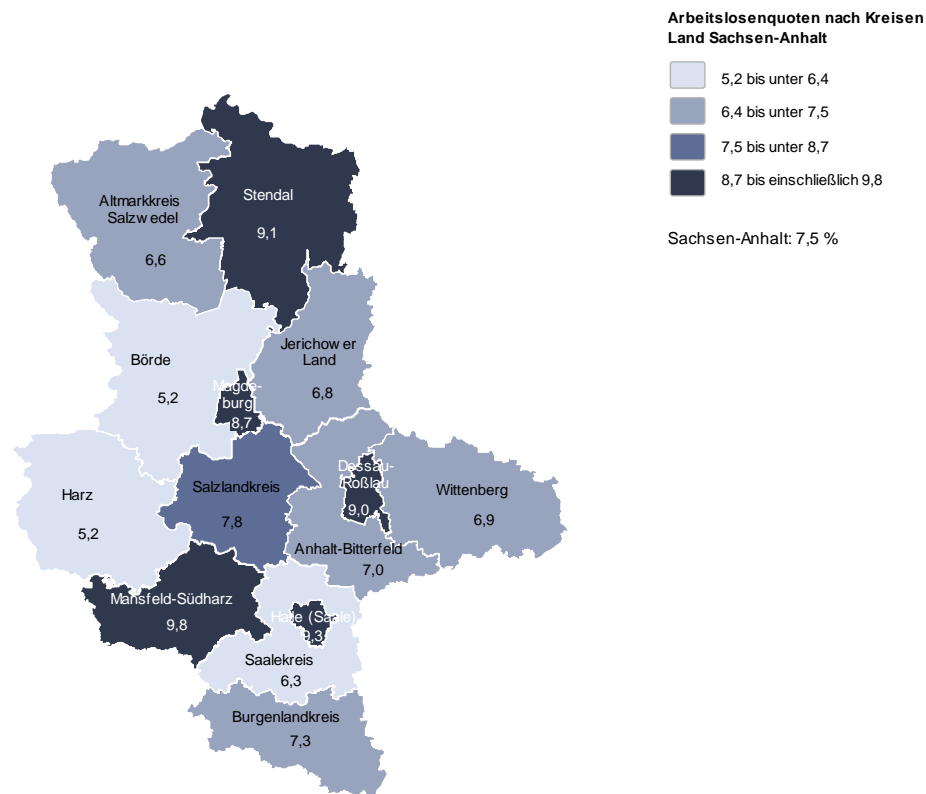 Arbeitslosenquoten nach Kreisen
Land Sachsen-Anhalt
5,2 bis unter 6,4
6,4 bis unter 7,5
7,5 bis unter 8,7
8,7 bis einschließlich 9,8
Sachsen-Anhalt: 7,5 %
Stendal
9,1
Altmarkkreis
Salzwedel
6,6
Jerichower
Land
6,8
Börde
5,2
Magde-
burg
8,7
Dessau-
Roßlau
9,0
Wittenberg
6,9
Harz
5,2
Salzlandkreis
7,8
Anhalt-Bitterfeld
7,0
Mansfeld-Südharz
9,8
Halle (Saale)
9,3
Saalekreis
6,3
Burgenlandkreis
7,3